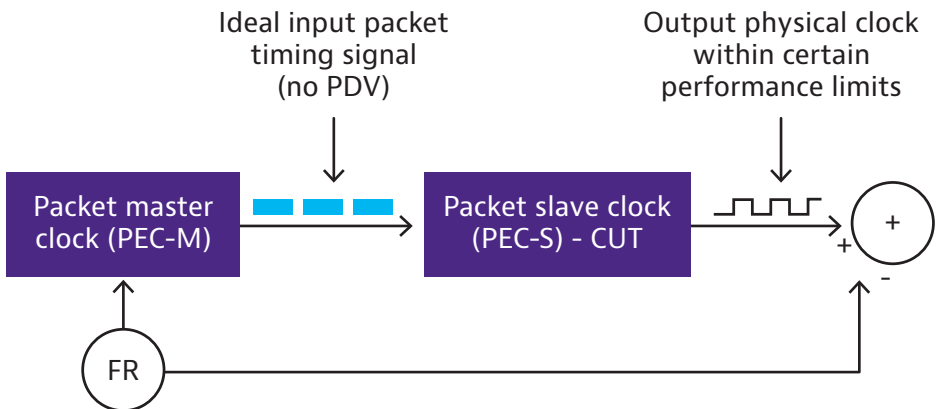 Ideal input packet
timing signal
(no PDV)
Output physical clock
within certain
performance limits
Packet master
clock (PEC-M)
Packet slave clock
(PEC-S) - CUT
+
+
-
FR